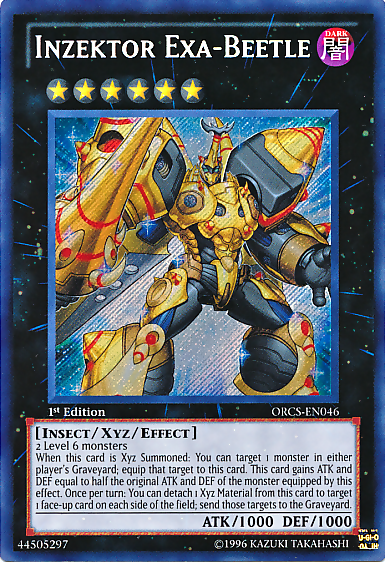 INZEKTOR EXA-BEETLE
DARK
闇
1st Edition
ORCS-EN046
[INSECT/XYZ/EFFECT]
2 Level 6 monsters
When this card is Xyz Summoned: You can target 1 monster in either
player's Graveyard; equip that target to this card. This card gains ATK and
DEF equal to half the original ATK and DEF of the monster equipped by this
effect. Once per turn: You can detach 1 Xyz Material from this card to target
1 face-up card on each side of the field; send those targets to the Graveyard.
ATK/1000 DEF/1000
44505297
©1996 KAZUKI TAKAHASHI